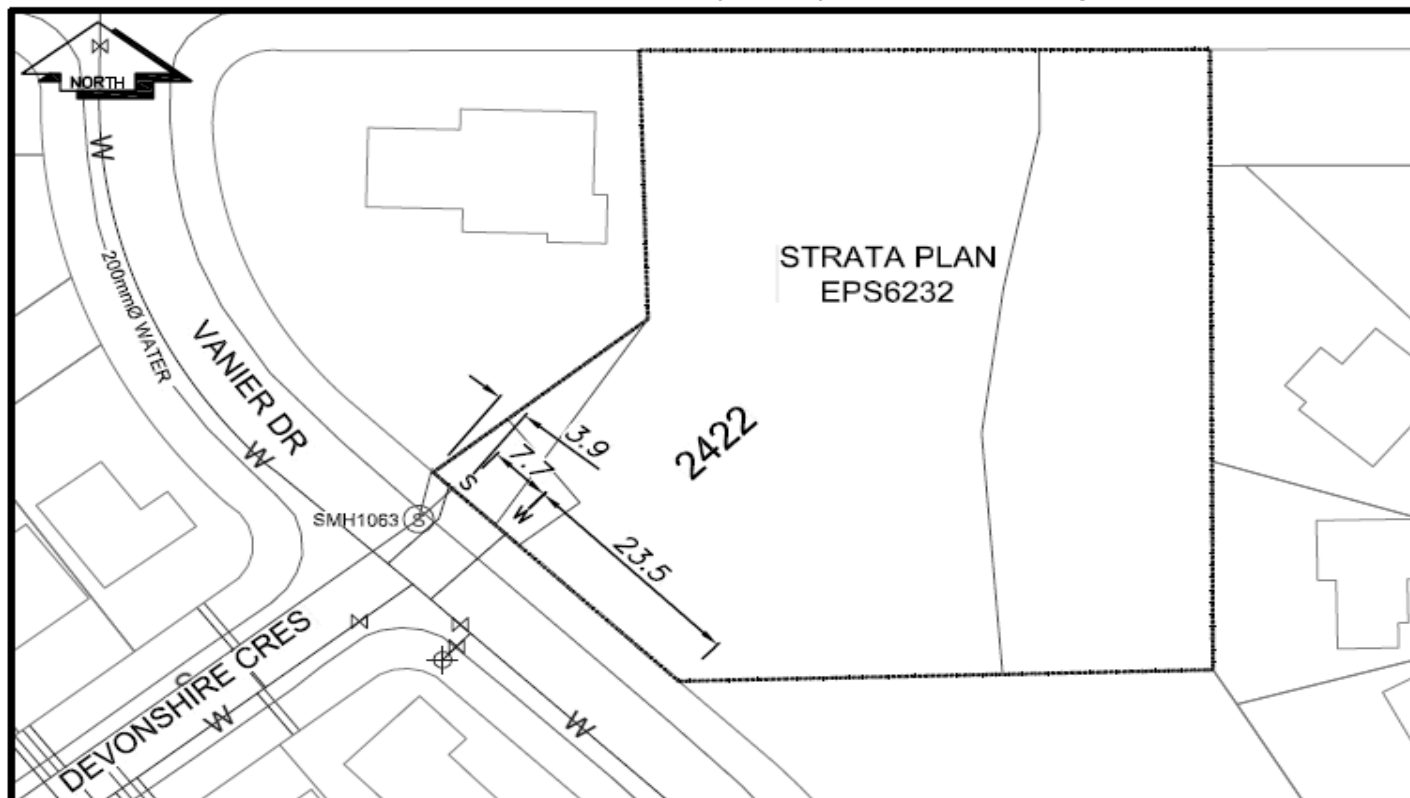 NORTH
W
200mmØ WATER
VANIER DR
STRATA PLAN
EPS6232
2422
3.9
7.7
S
W
23.5
W
SMH1063
S
DEVONSHIRE CRES
S
W
W